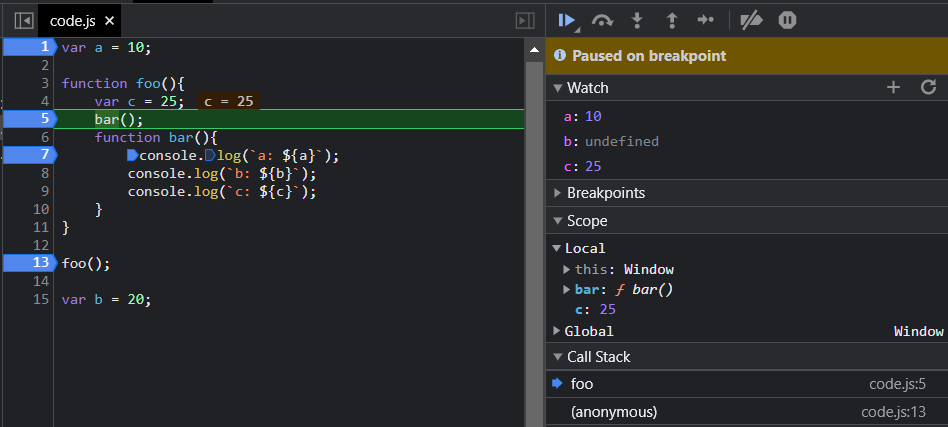 code.js ×
1 var a = 10;
2
3 function foo(){
4 var c = 25; c = 25
5 bar();
6 function bar(){
7 console.log(`a: ${a}`);
8 console.log(`b: ${b}`);
9 console.log(`c: ${c}`);
10 }
11 }
12
13 foo();
14
15 var b = 20;
Paused on breakpoint
Watch
a: 10
b: undefined
c: 25
Breakpoints
Scope
Local
this: Window
bar: ƒ bar()
c: 25
Global Window
Call Stack
foo code.js:5
(anonymous) code.js:13